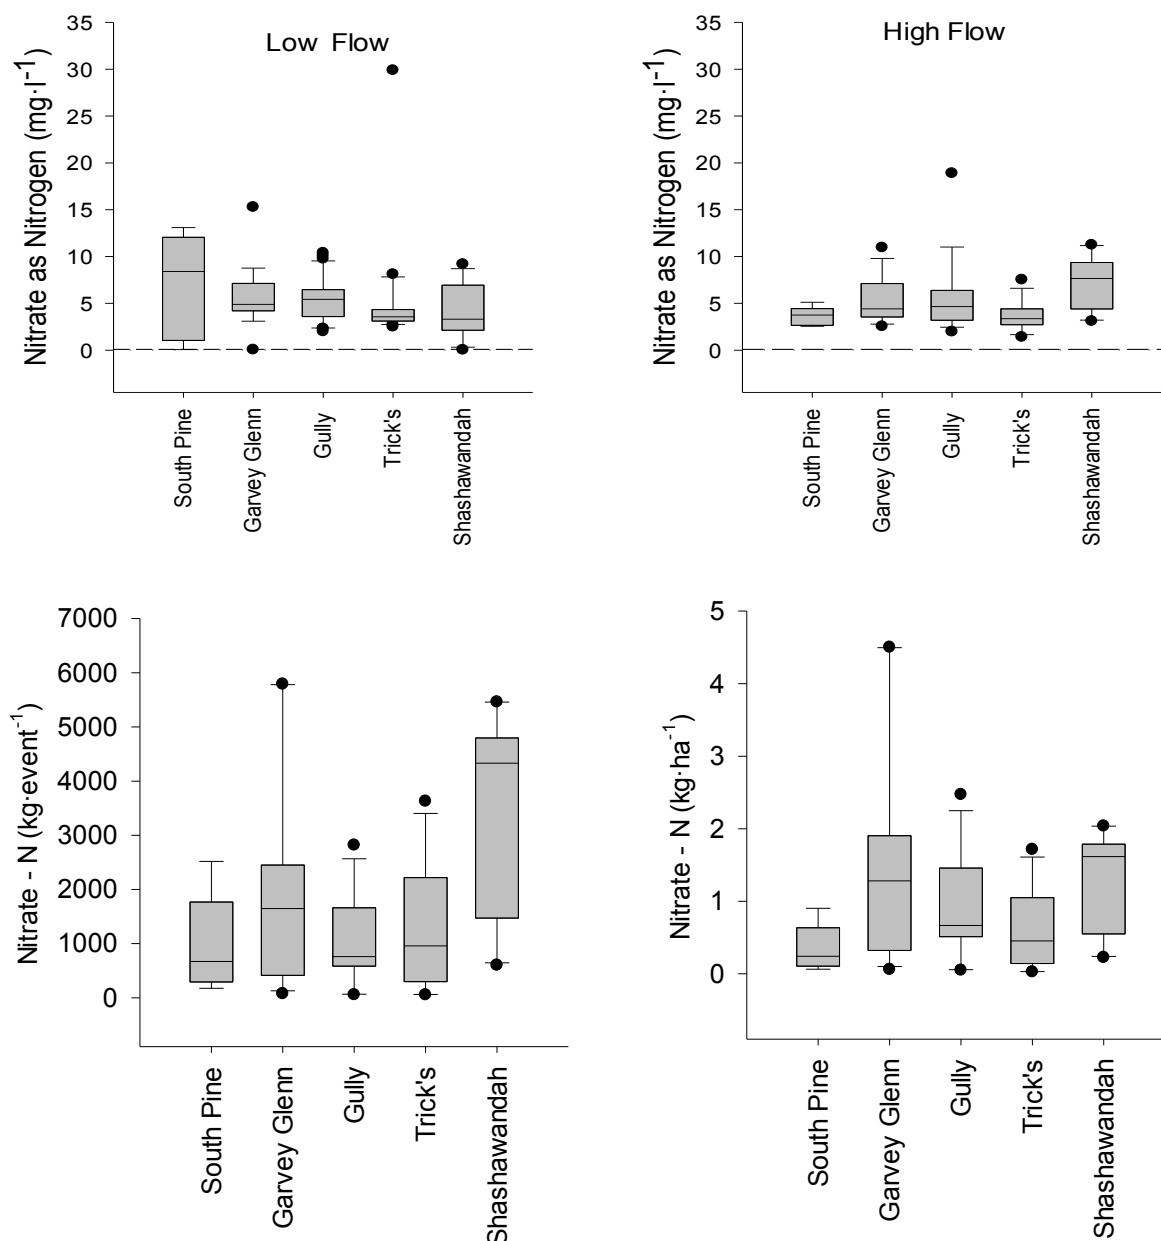 Low Flow
Nitrate as Nitrogen (mg·l⁻¹)
35
30
25
20
15
10
5
0
South Pine
Garvey Glenn
Gully
Trick's
Shashawandah
High Flow
Nitrate as Nitrogen (mg·l⁻¹)
35
30
25
20
15
10
5
0
South Pine
Garvey Glenn
Gully
Trick's
Shashawandah
Nitrate - N (kg·event⁻¹)
7000
6000
5000
4000
3000
2000
1000
0
South Pine
Garvey Glenn
Gully
Trick's
Shashawandah
Nitrate - N (kg·ha⁻¹)
5
4
3
2
1
0
South Pine
Garvey Glenn
Gully
Trick's
Shashawandah